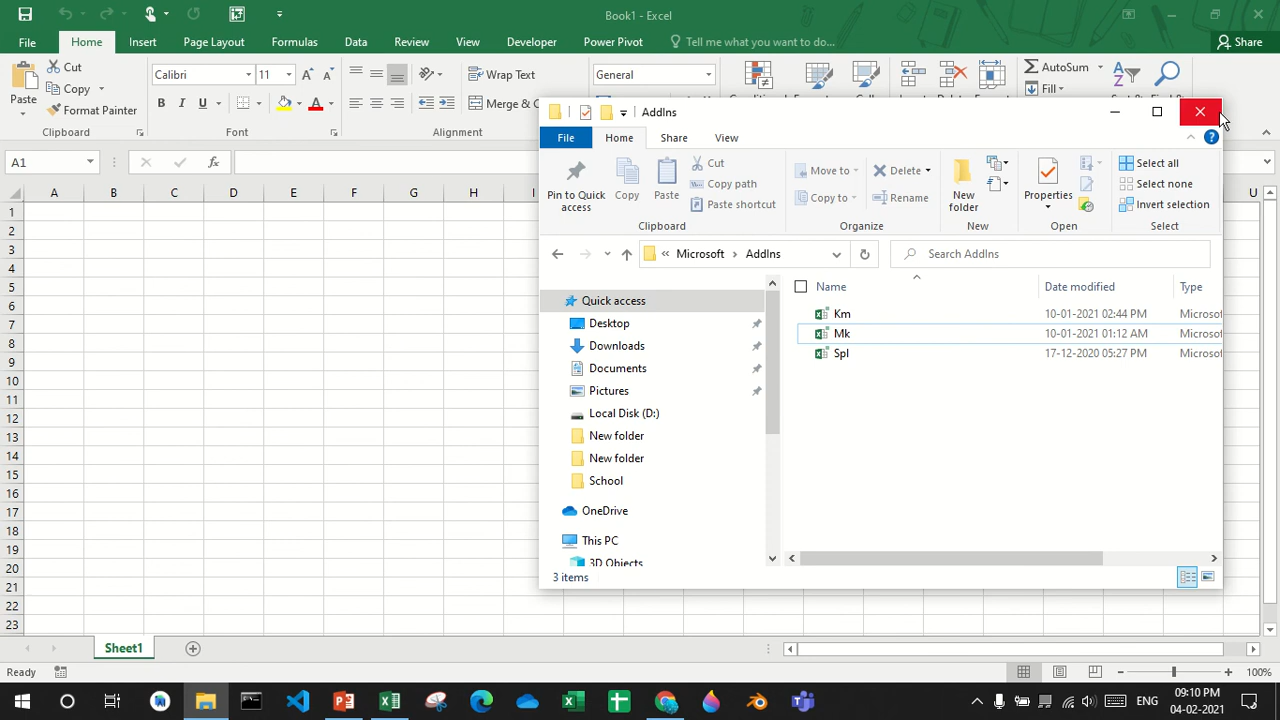 Book1 - Excel
File Home Insert Page Layout Formulas Data Review View Developer Power Pivot Tell me what you want to do... Share
Paste
Cut
Copy
Format Painter
Clipboard
Calibri 11
B I U
Font
Wrap Text
Merge & C
Alignment
General
AutoSum
Fill
A1
fx
A B C D E F G H I U
1
2
3
4
5
6
7
8
9
10
11
12
13
14
15
16
17
18
19
20
21
22
23
AddIns
File Home Share View
Pin to Quick access
Copy
Paste
Cut
Copy path
Paste shortcut
Clipboard
Move to
Copy to
Delete
Rename
Organize
New folder
New
Properties
Open
Select all
Select none
Invert selection
Select
« Microsoft › AddIns
Search AddIns
Quick access
Desktop
Downloads
Documents
Pictures
Local Disk (D:)
New folder
New folder
School
OneDrive
This PC
3D Objects
Name Date modified Type
Km 10-01-2021 02:44 PM Microsof
Mk 10-01-2021 01:12 AM Microsof
Spl 17-12-2020 05:27 PM Microsof
3 items
Sheet1
Ready
100%
ENG
09:10 PM
04-02-2021